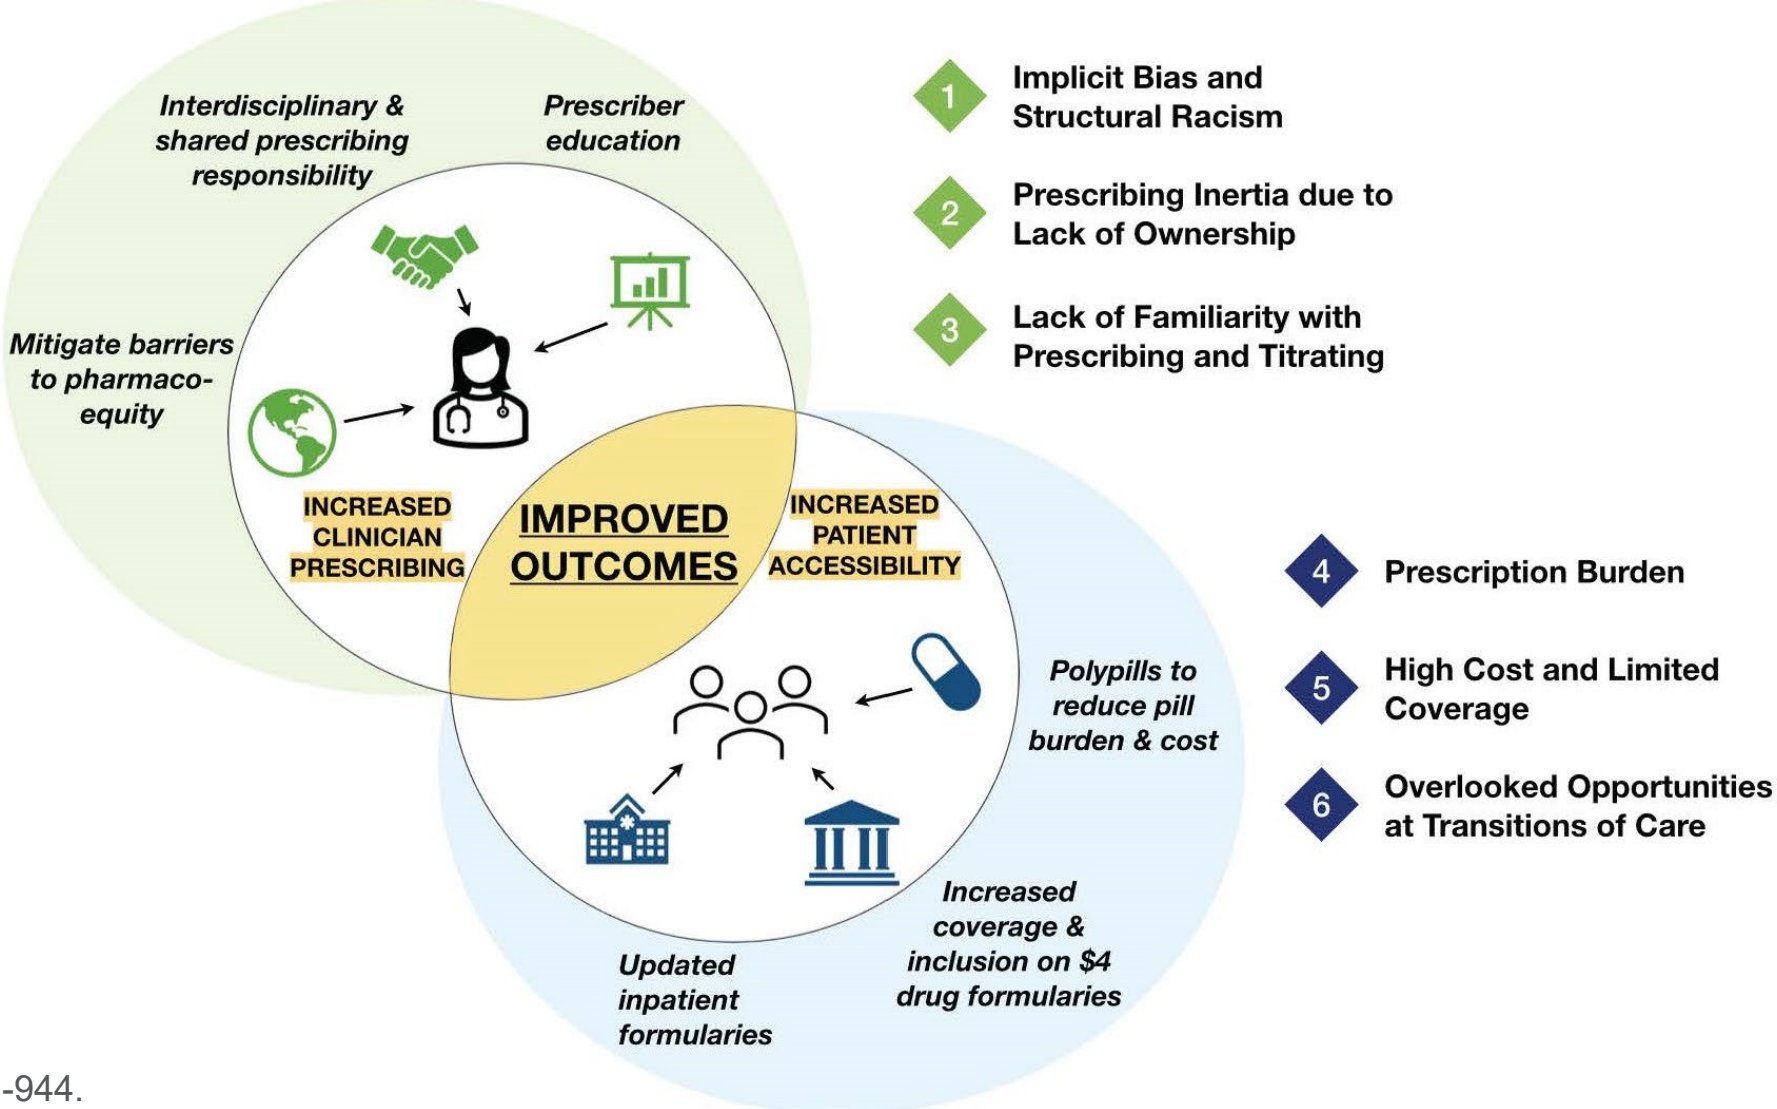 Interdisciplinary &
shared prescribing
responsibility
Prescriber
education
Mitigate barriers
to pharmaco-
equity
INCREASED
CLINICIAN
PRESCRIBING
IMPROVED
OUTCOMES
INCREASED
PATIENT
ACCESSIBILITY
Polypills to
reduce pill
burden & cost
Increased
coverage &
inclusion on $4
drug formularies
Updated
inpatient
formularies
1
Implicit Bias and
Structural Racism
2
Prescribing Inertia due to
Lack of Ownership
3
Lack of Familiarity with
Prescribing and Titrating
4
Prescription Burden
5
High Cost and Limited
Coverage
6
Overlooked Opportunities
at Transitions of Care
-944.